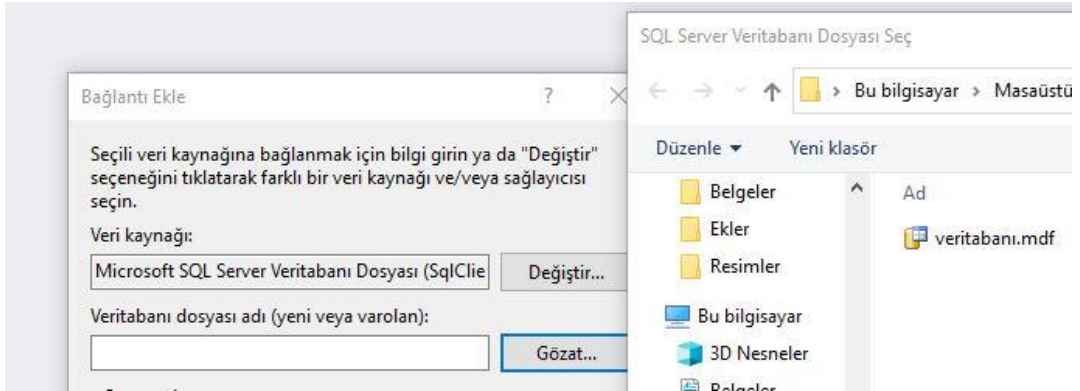 Bağlantı Ekle
Seçili veri kaynağına bağlanmak için bilgi girin ya da "Değiştir"
seçeneğini tıklatarak farklı bir veri kaynağı ve/veya sağlayıcısı
seçin.
Veri kaynağı:
Microsoft SQL Server Veritabanı Dosyası (SqlClie
Değiştir...
Veritabanı dosyası adı (yeni veya varolan):
Gözat...
SQL Server Veritabanı Dosyası Seç
Bu bilgisayar > Masaüstü
Düzenle
Yeni klasör
Belgeler
Ekler
Resimler
Bu bilgisayar
3D Nesneler
Belgeler
Ad
veritabanı.mdf